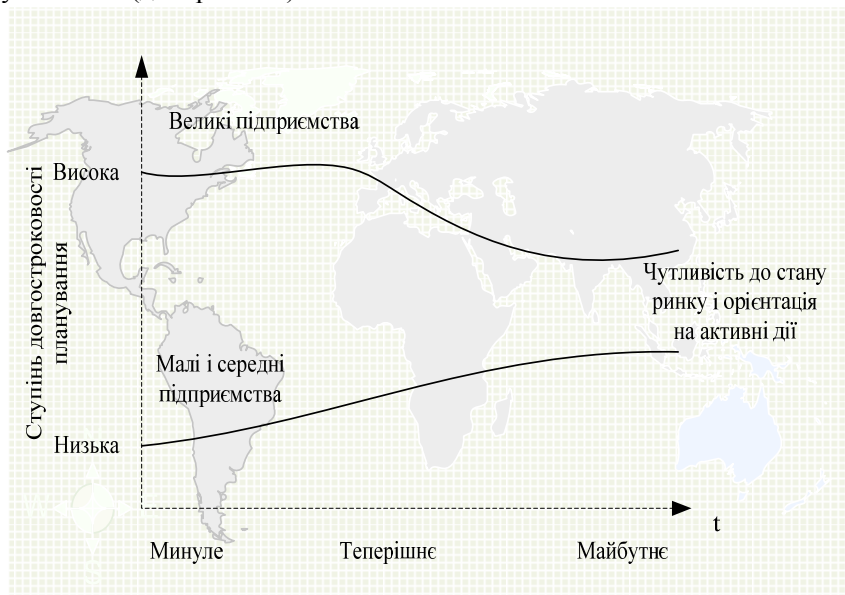 Великі підприємства
Висока
Ступінь довгостроковості
планування
Чутливість до стану
ринку і орієнтація
на активні дії
Малі і середні
підприємства
Низька
t
Минуле
Теперішнє
Майбутнє
W
S